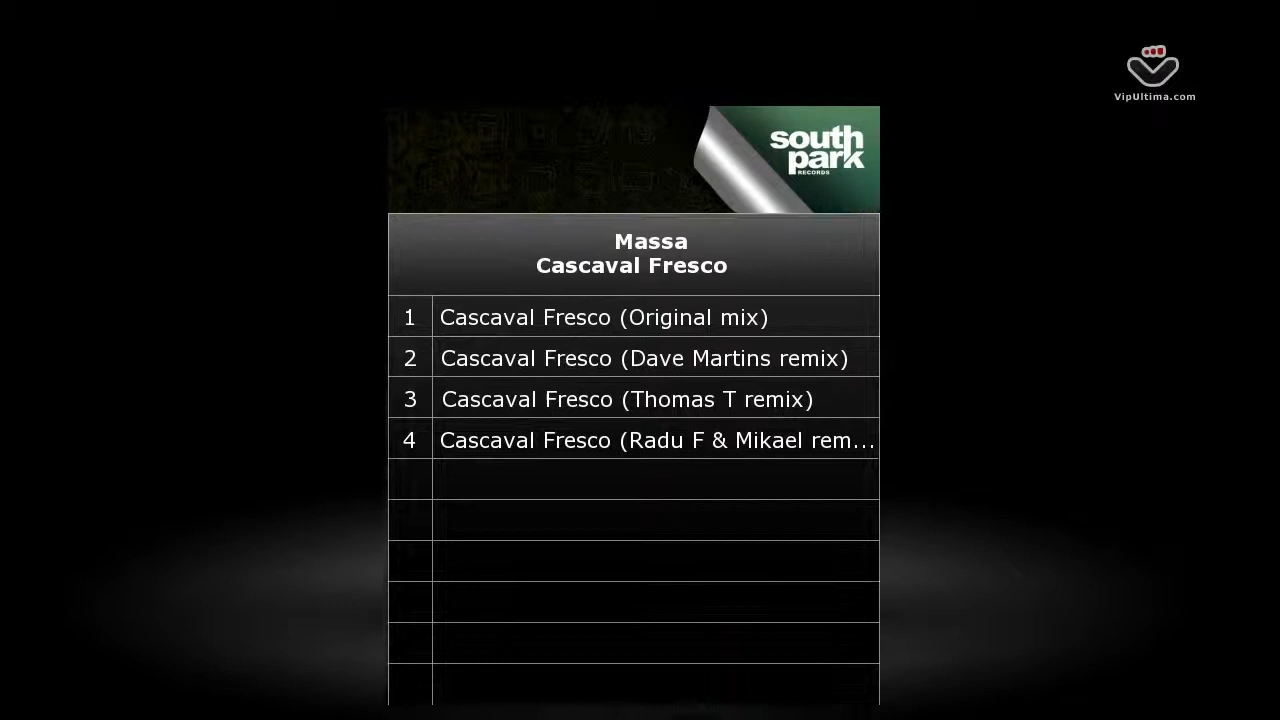 VipUltima.com
south
park
RECORDS
Massa
Cascaval Fresco
1 Cascaval Fresco (Original mix)
2 Cascaval Fresco (Dave Martins remix)
3 Cascaval Fresco (Thomas T remix)
4 Cascaval Fresco (Radu F & Mikael rem...